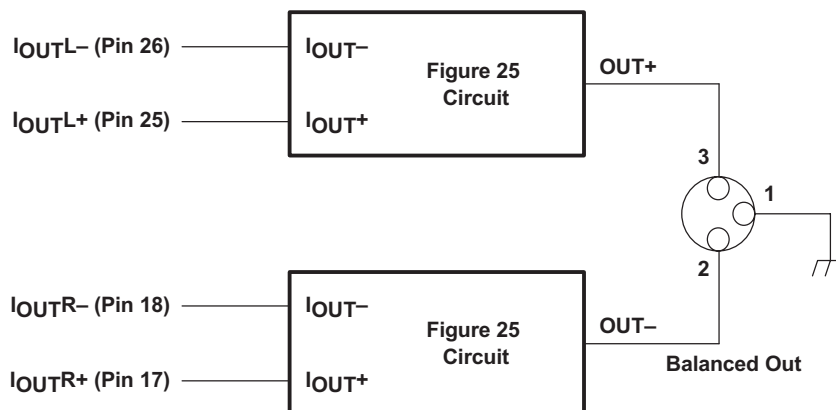 IOUTL– (Pin 26)
IOUT–
Figure 25
Circuit
OUT+
IOUTL+ (Pin 25)
IOUT+
3
1
2
IOUTR– (Pin 18)
IOUT–
Figure 25
Circuit
OUT–
Balanced Out
IOUTR+ (Pin 17)
IOUT+